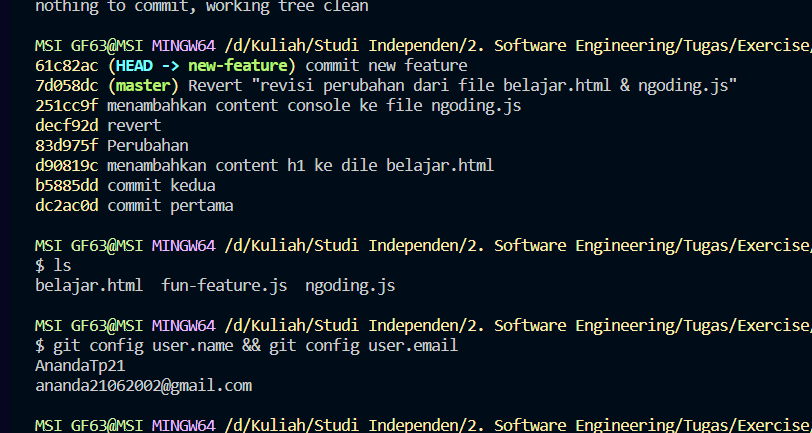 nothing to commit, working tree clean
MSI GF63@MSI MINGW64 /d/Kuliah/Studi Independen/2. Software Engineering/Tugas/Exercise/
61c82ac (HEAD -> new-feature) commit new feature
7d058dc (master) Revert "revisi perubahan dari file belajar.html & ngoding.js"
251cc9f menambahkan content console ke file ngoding.js
decf92d revert
83d975f Perubahan
d90819c menambahkan content h1 ke dile belajar.html
b5885dd commit kedua
dc2ac0d commit pertama
MSI GF63@MSI MINGW64 /d/Kuliah/Studi Independen/2. Software Engineering/Tugas/Exercise/
$ ls
belajar.html  fun-feature.js  ngoding.js
MSI GF63@MSI MINGW64 /d/Kuliah/Studi Independen/2. Software Engineering/Tugas/Exercise/
$ git config user.name && git config user.email
AnandaTp21
ananda21062002@gmail.com
MSI GF63@MSI MINGW64 /d/Kuliah/Studi Independen/2. Software Engineering/Tugas/Exercise/